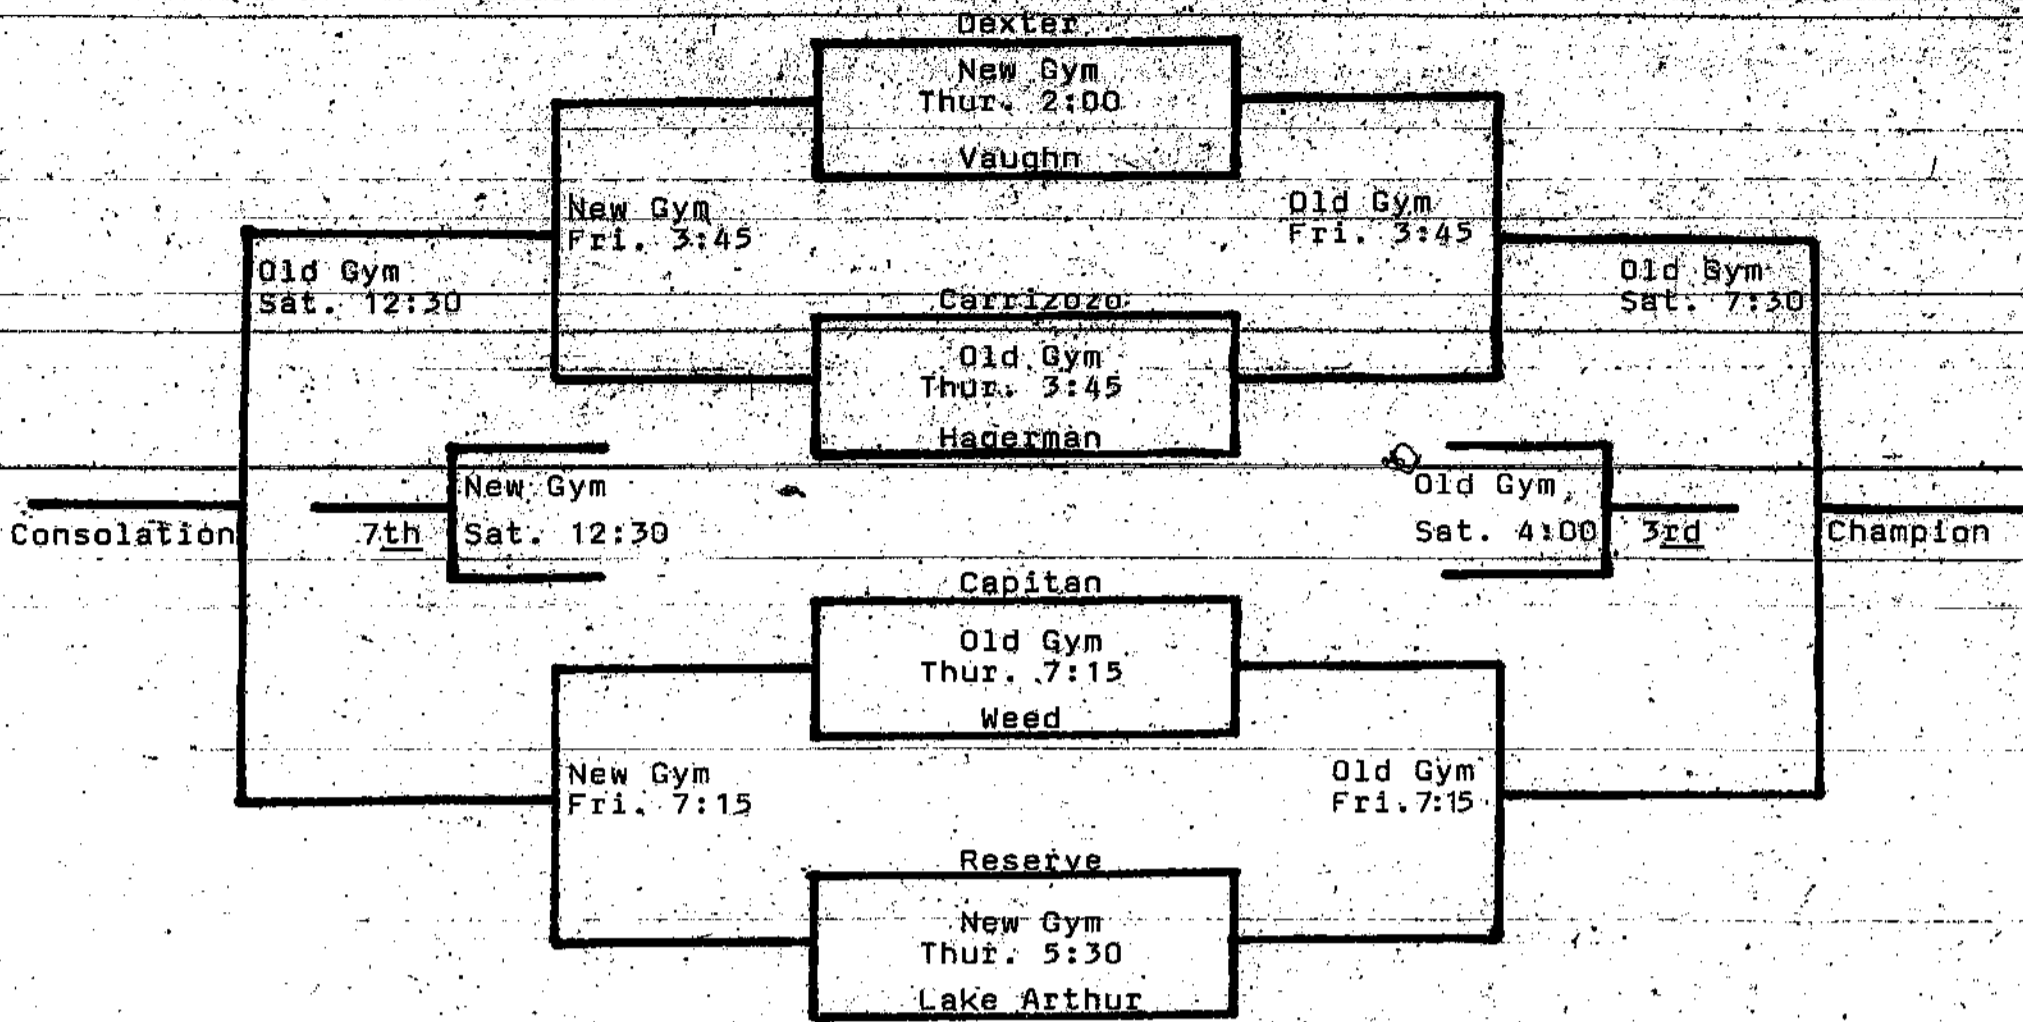 Dexter
New Gym
Thur. 2:00
Vaughn
New Gym
Fri. 3:45
Old Gym
Fri. 3:45
Old Gym
Sat. 12:30
Old Gym
Sat. 7:30
Carrizozo
Old Gym
Thur. 3:45
Hagerman
New Gym
Sat. 12:30
7th
Consolation
Old Gym
Sat. 4:00
3rd
Champion
Capitan
Old Gym
Thur. 7:15
Weed
New Gym
Fri. 7:15
Old Gym
Fri. 7:15
Reserve
New Gym
Thur. 5:30
Lake Arthur